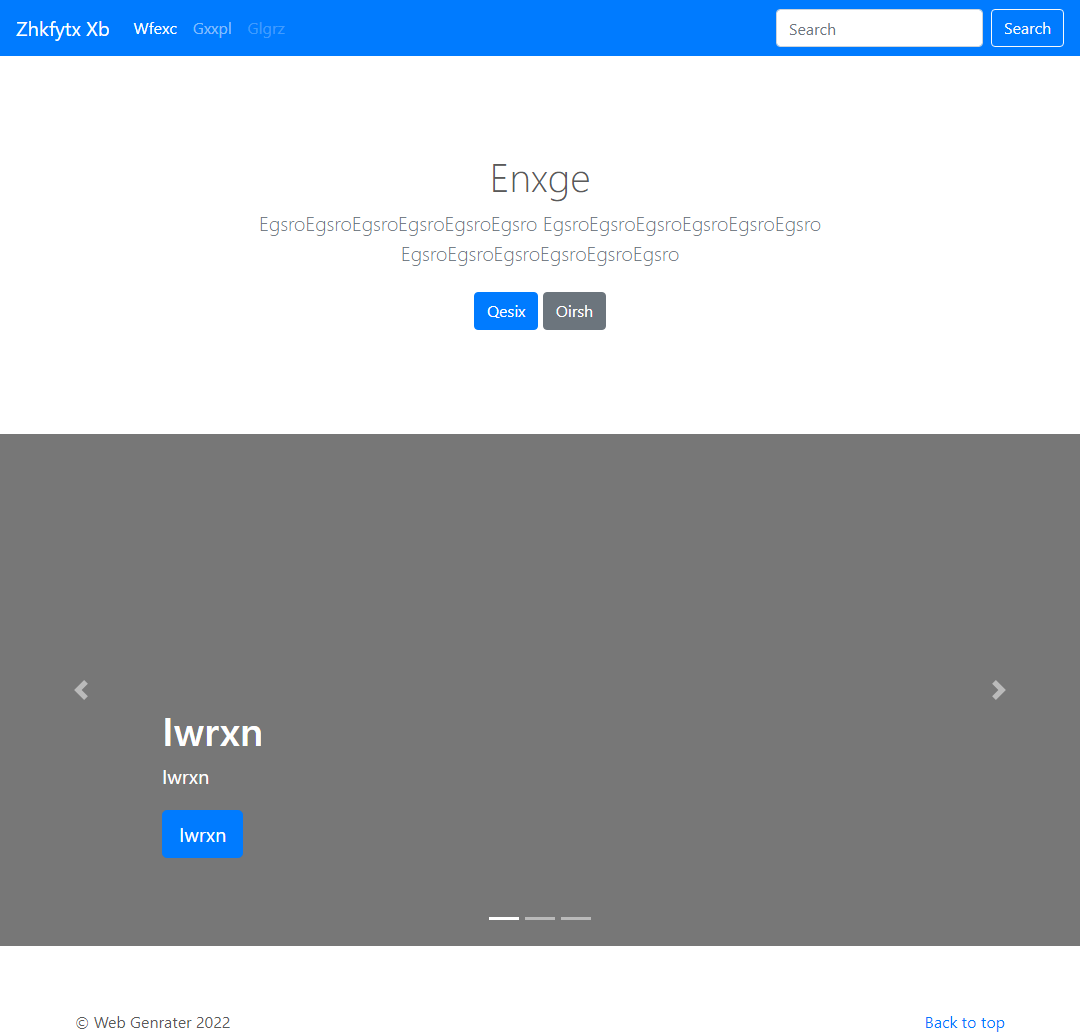 Zhkfytx Xb Wfexc Gxxpl Glgrz Search Search
Enxge
EgsroEgsroEgsroEgsroEgsroEgsro EgsroEgsroEgsroEgsroEgsroEgsro
EgsroEgsroEgsroEgsroEgsroEgsro
Qesix Oirsh
Iwrxn
Iwrxn
Iwrxn
© Web Genrater 2022 Back to top